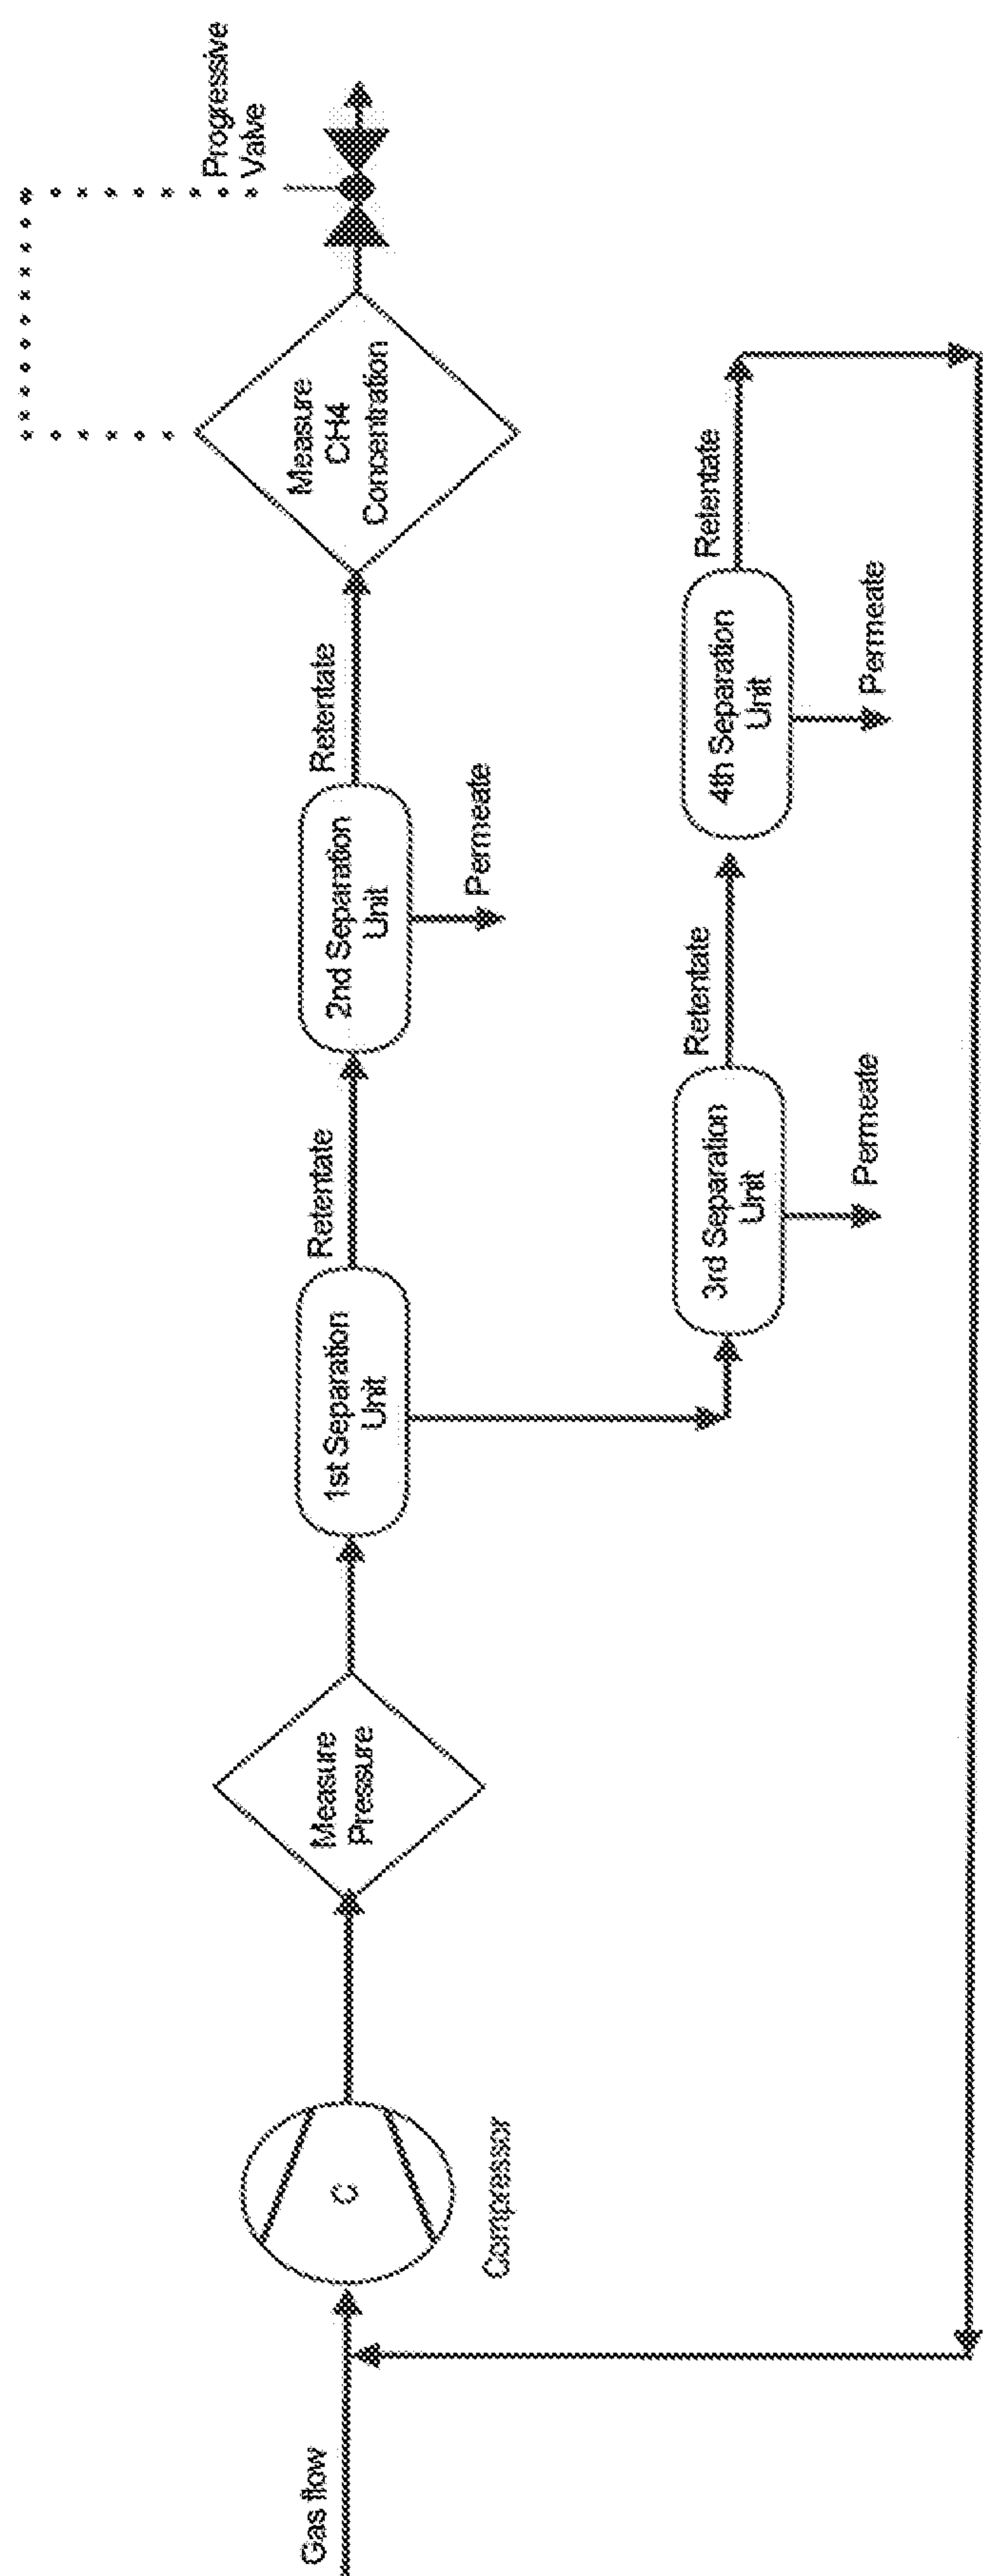 Gas flow
C
Compressor
Measure
Pressure
1st Separation
Unit
Retentate
2nd Separation
Unit
Permeate
Retentate
Measure
CH4
Concentration
Progressive
Valve
3rd Separation
Unit
Permeate
Retentate
4th Separation
Unit
Permeate
Retentate